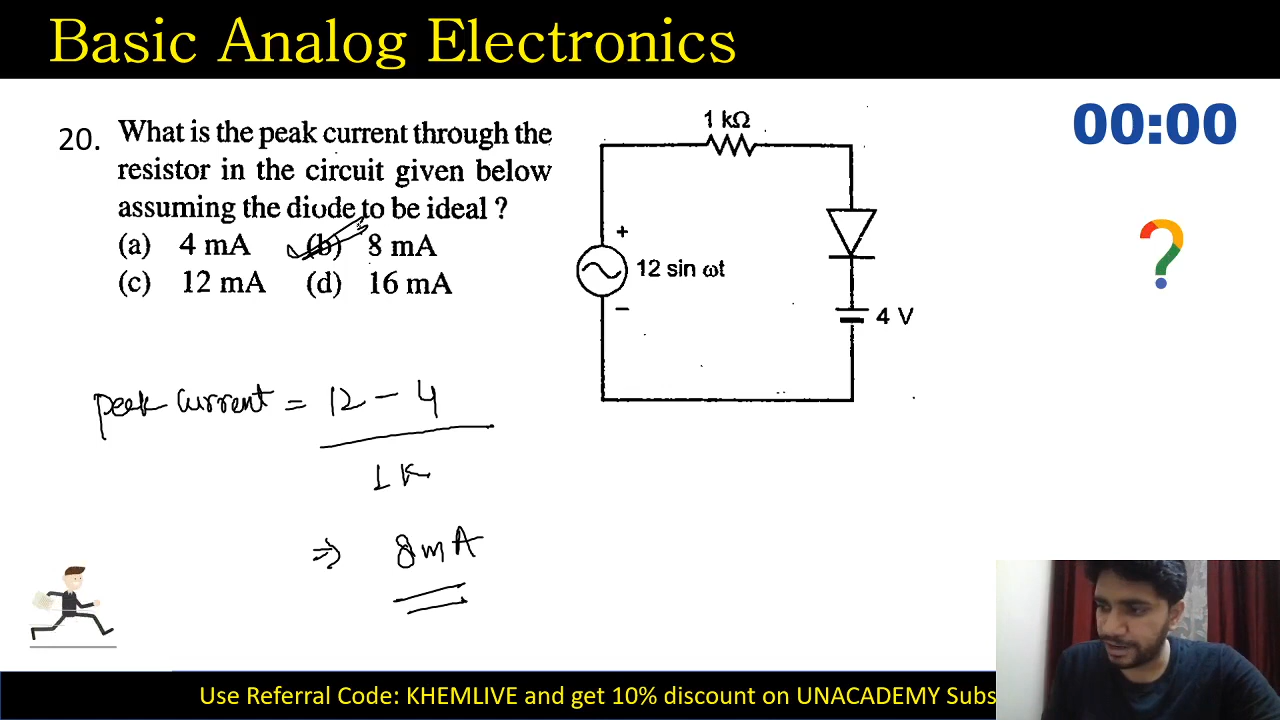 Basic Analog Electronics
00:00
20. What is the peak current through the
resistor in the circuit given below
assuming the diode to be ideal ?
(a) 4 mA (b) 8 mA
(c) 12 mA (d) 16 mA
1 kΩ
+
12 sin ωt
−
4 V
?
peak current = 12 - 4
1K
⇒ 8mA
Use Referral Code: KHEMLIVE and get 10% discount on UNACADEMY Subs